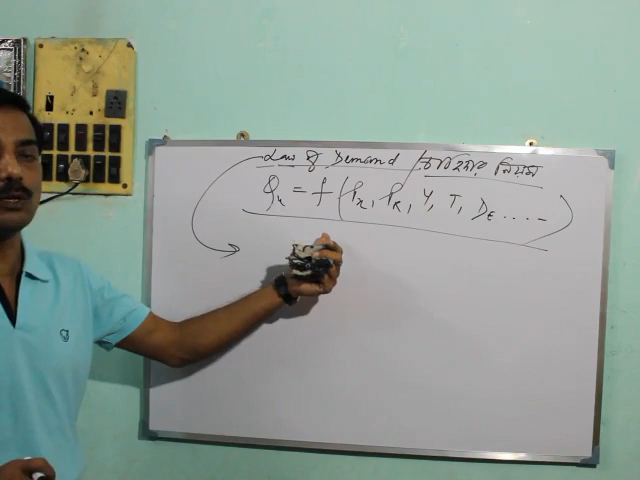 Law of Demand / চাহিদার নিয়ম
Qx = f (Px, PR, Y, T, DE .....)